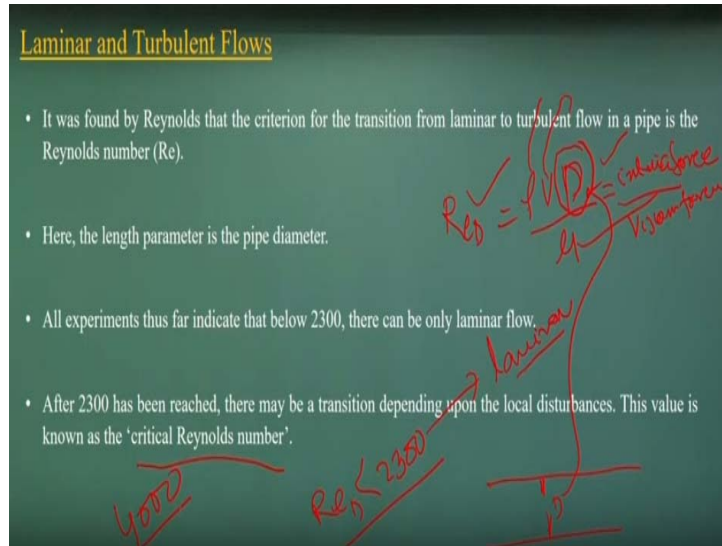 Laminar and Turbulent Flows
• It was found by Reynolds that the criterion for the transition from laminar to turbulent flow in a pipe is the
Reynolds number (Re).
Re_D = ρVD/μ = inertia force / Viscous force
• Here, the length parameter is the pipe diameter.
• All experiments thus far indicate that below 2300, there can be only laminar flow.
• After 2300 has been reached, there may be a transition depending upon the local disturbances. This value is
known as the ‘critical Reynolds number’.
4000
Re_D < 2300 → Laminar
D